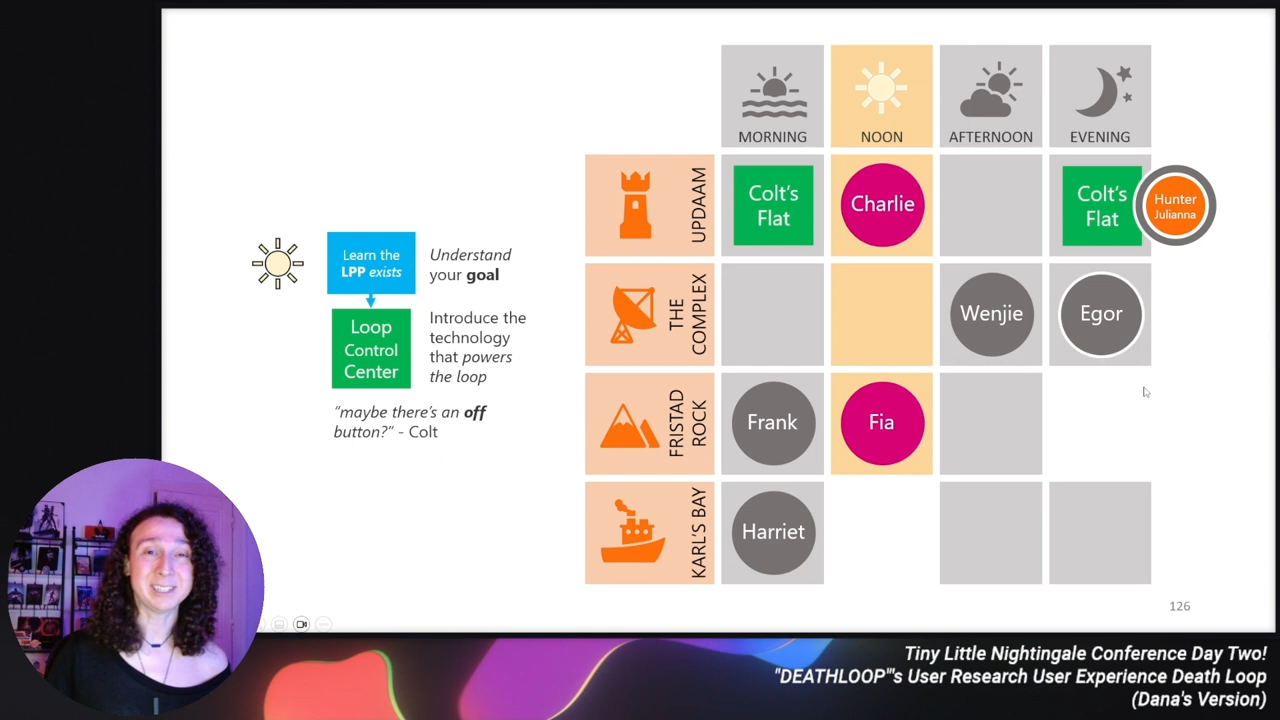 MORNING
NOON
AFTERNOON
EVENING
UPDAAM
Colt's
Flat
Charlie
Colt's
Flat
Hunter
Julianna
Learn the
LPP exists
Understand
your goal
THE
COMPLEX
Wenjie
Egor
Loop
Control
Center
Introduce the
technology
that powers
the loop
"maybe there's an off
button?" - Colt
FRISTAD
ROCK
Frank
Fia
KARL'S BAY
Harriet
126
Tiny Little Nightingale Conference Day Two!
"DEATHLOOP"'s User Research User Experience Death Loop
(Dana's Version)